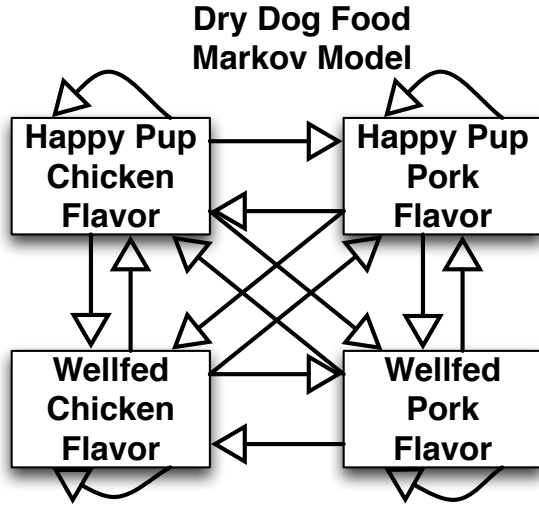 Dry Dog Food
Markov Model
Happy Pup
Chicken
Flavor
Happy Pup
Pork
Flavor
Wellfed
Chicken
Flavor
Wellfed
Pork
Flavor